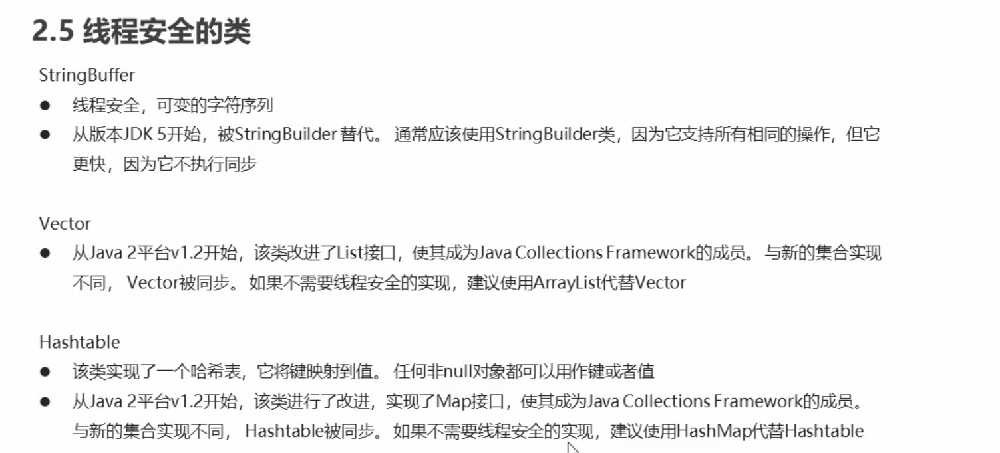 2.5 线程安全的类
StringBuffer
● 线程安全，可变的字符序列
● 从版本JDK 5开始，被StringBuilder 替代。 通常应该使用StringBuilder类，因为它支持所有相同的操作，但它
更快，因为它不执行同步
Vector
● 从Java 2平台v1.2开始，该类改进了List接口，使其成为Java Collections Framework的成员。 与新的集合实现
不同， Vector被同步。 如果不需要线程安全的实现，建议使用ArrayList代替Vector
Hashtable
● 该类实现了一个哈希表，它将键映射到值。 任何非null对象都可以用作键或者值
● 从Java 2平台v1.2开始，该类进行了改进，实现了Map接口，使其成为Java Collections Framework的成员。
与新的集合实现不同， Hashtable被同步。 如果不需要线程安全的实现，建议使用HashMap代替Hashtable